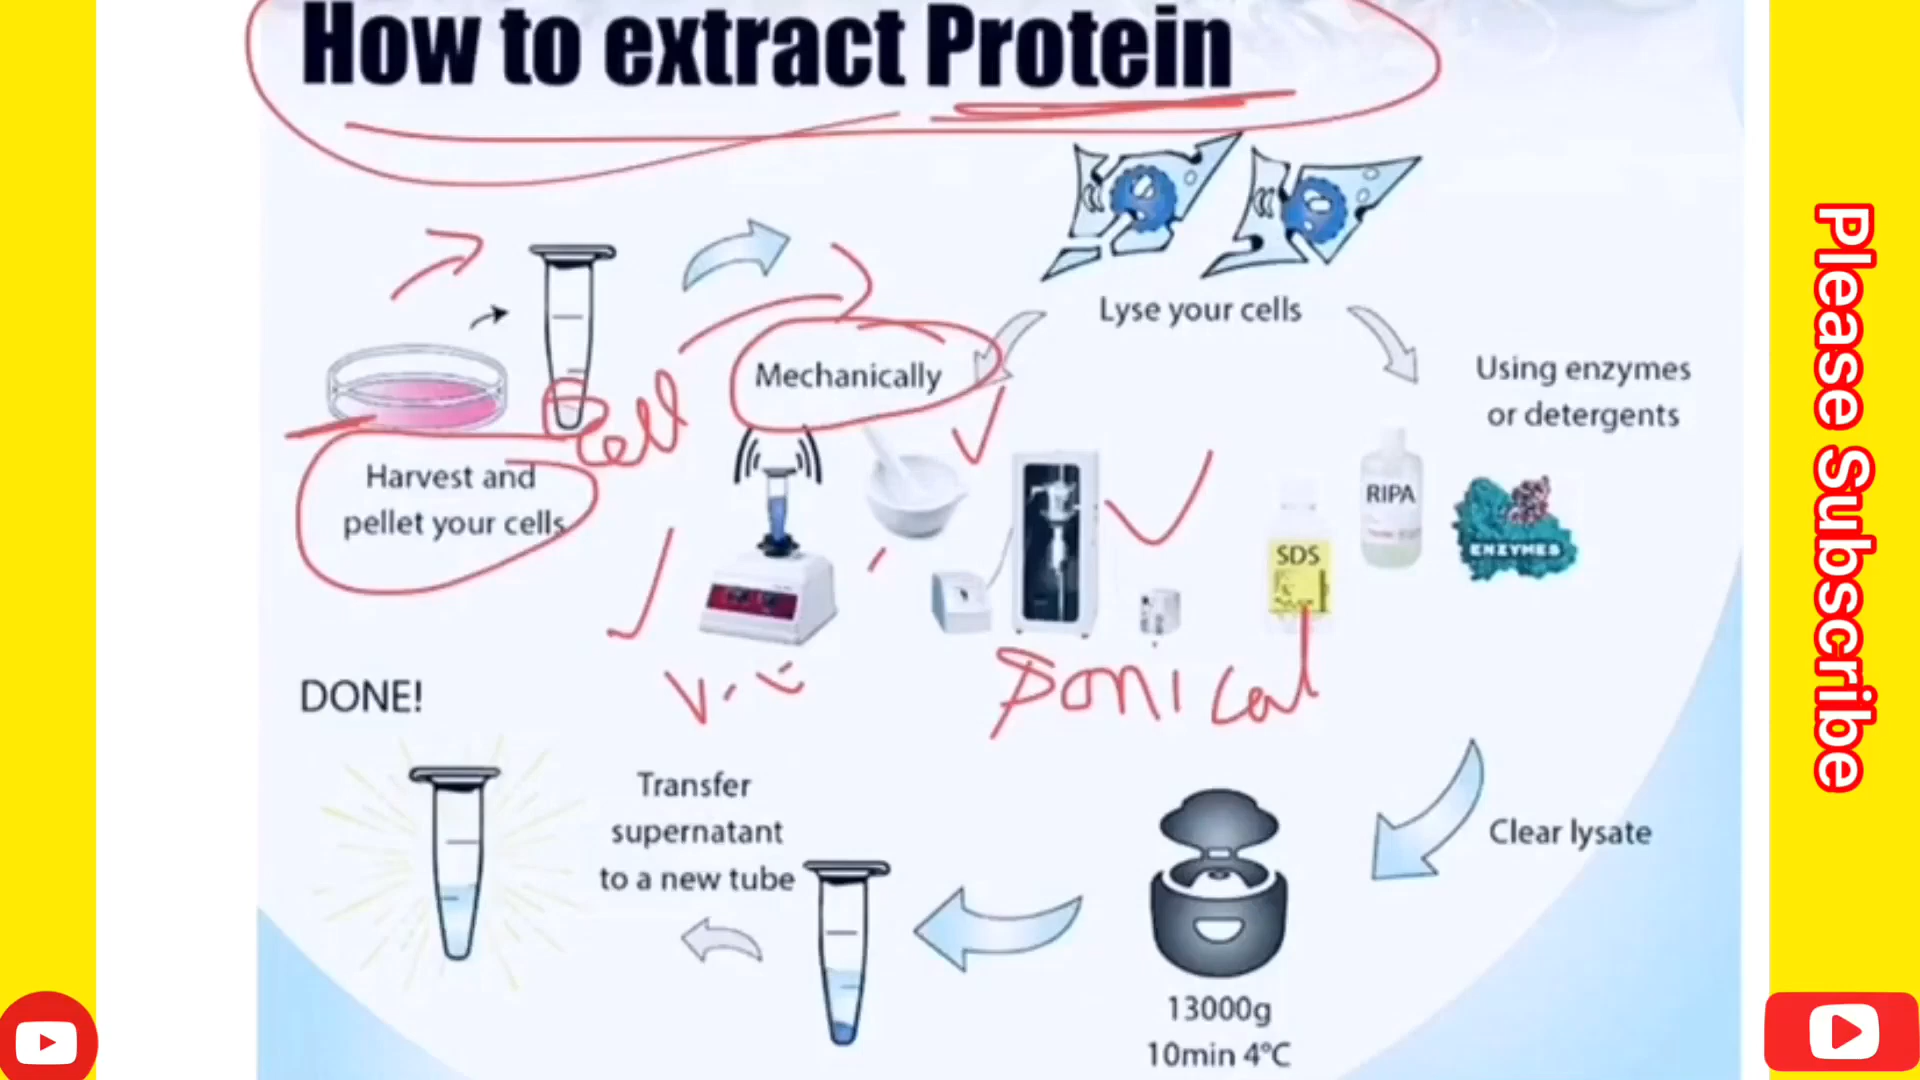 How to extract Protein
Lyse your cells
Mechanically
Using enzymes
or detergents
cell
Harvest and
pellet your cells
RIPA
SDS
ENZYMES
Sonicat
DONE!
Transfer
supernatant
to a new tube
Clear lysate
13000g
10min 4°C
Please Subscribe